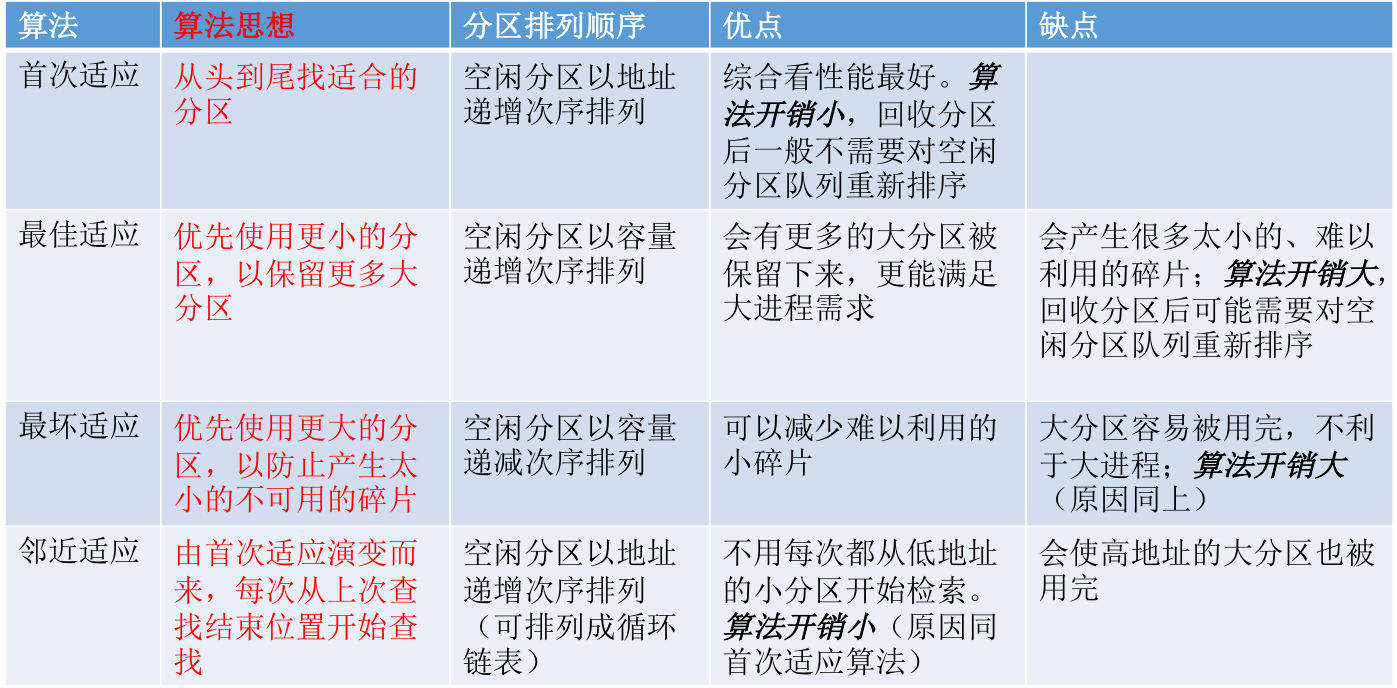 算法
算法思想
分区排列顺序
优点
缺点
首次适应
从头到尾找适合的
分区
空闲分区以地址
递增次序排列
综合看性能最好。算
法开销小，回收分区
后一般不需要对空闲
分区队列重新排序
最佳适应
优先使用更小的分
区，以保留更多大
分区
空闲分区以容量
递增次序排列
会有更多的大分区被
保留下来，更能满足
大进程需求
会产生很多太小的、难以
利用的碎片；算法开销大，
回收分区后可能需要对空
闲分区队列重新排序
最坏适应
优先使用更大的分
区，以防止产生太
小的不可用的碎片
空闲分区以容量
递减次序排列
可以减少难以利用的
小碎片
大分区容易被用完，不利
于大进程；算法开销大
（原因同上）
邻近适应
由首次适应演变而
来，每次从上次查
找结束位置开始查
找
空闲分区以地址
递增次序排列
（可排列成循环
链表）
不用每次都从低地址
的小分区开始检索。
算法开销小（原因同
首次适应算法）
会使高地址的大分区也被
用完